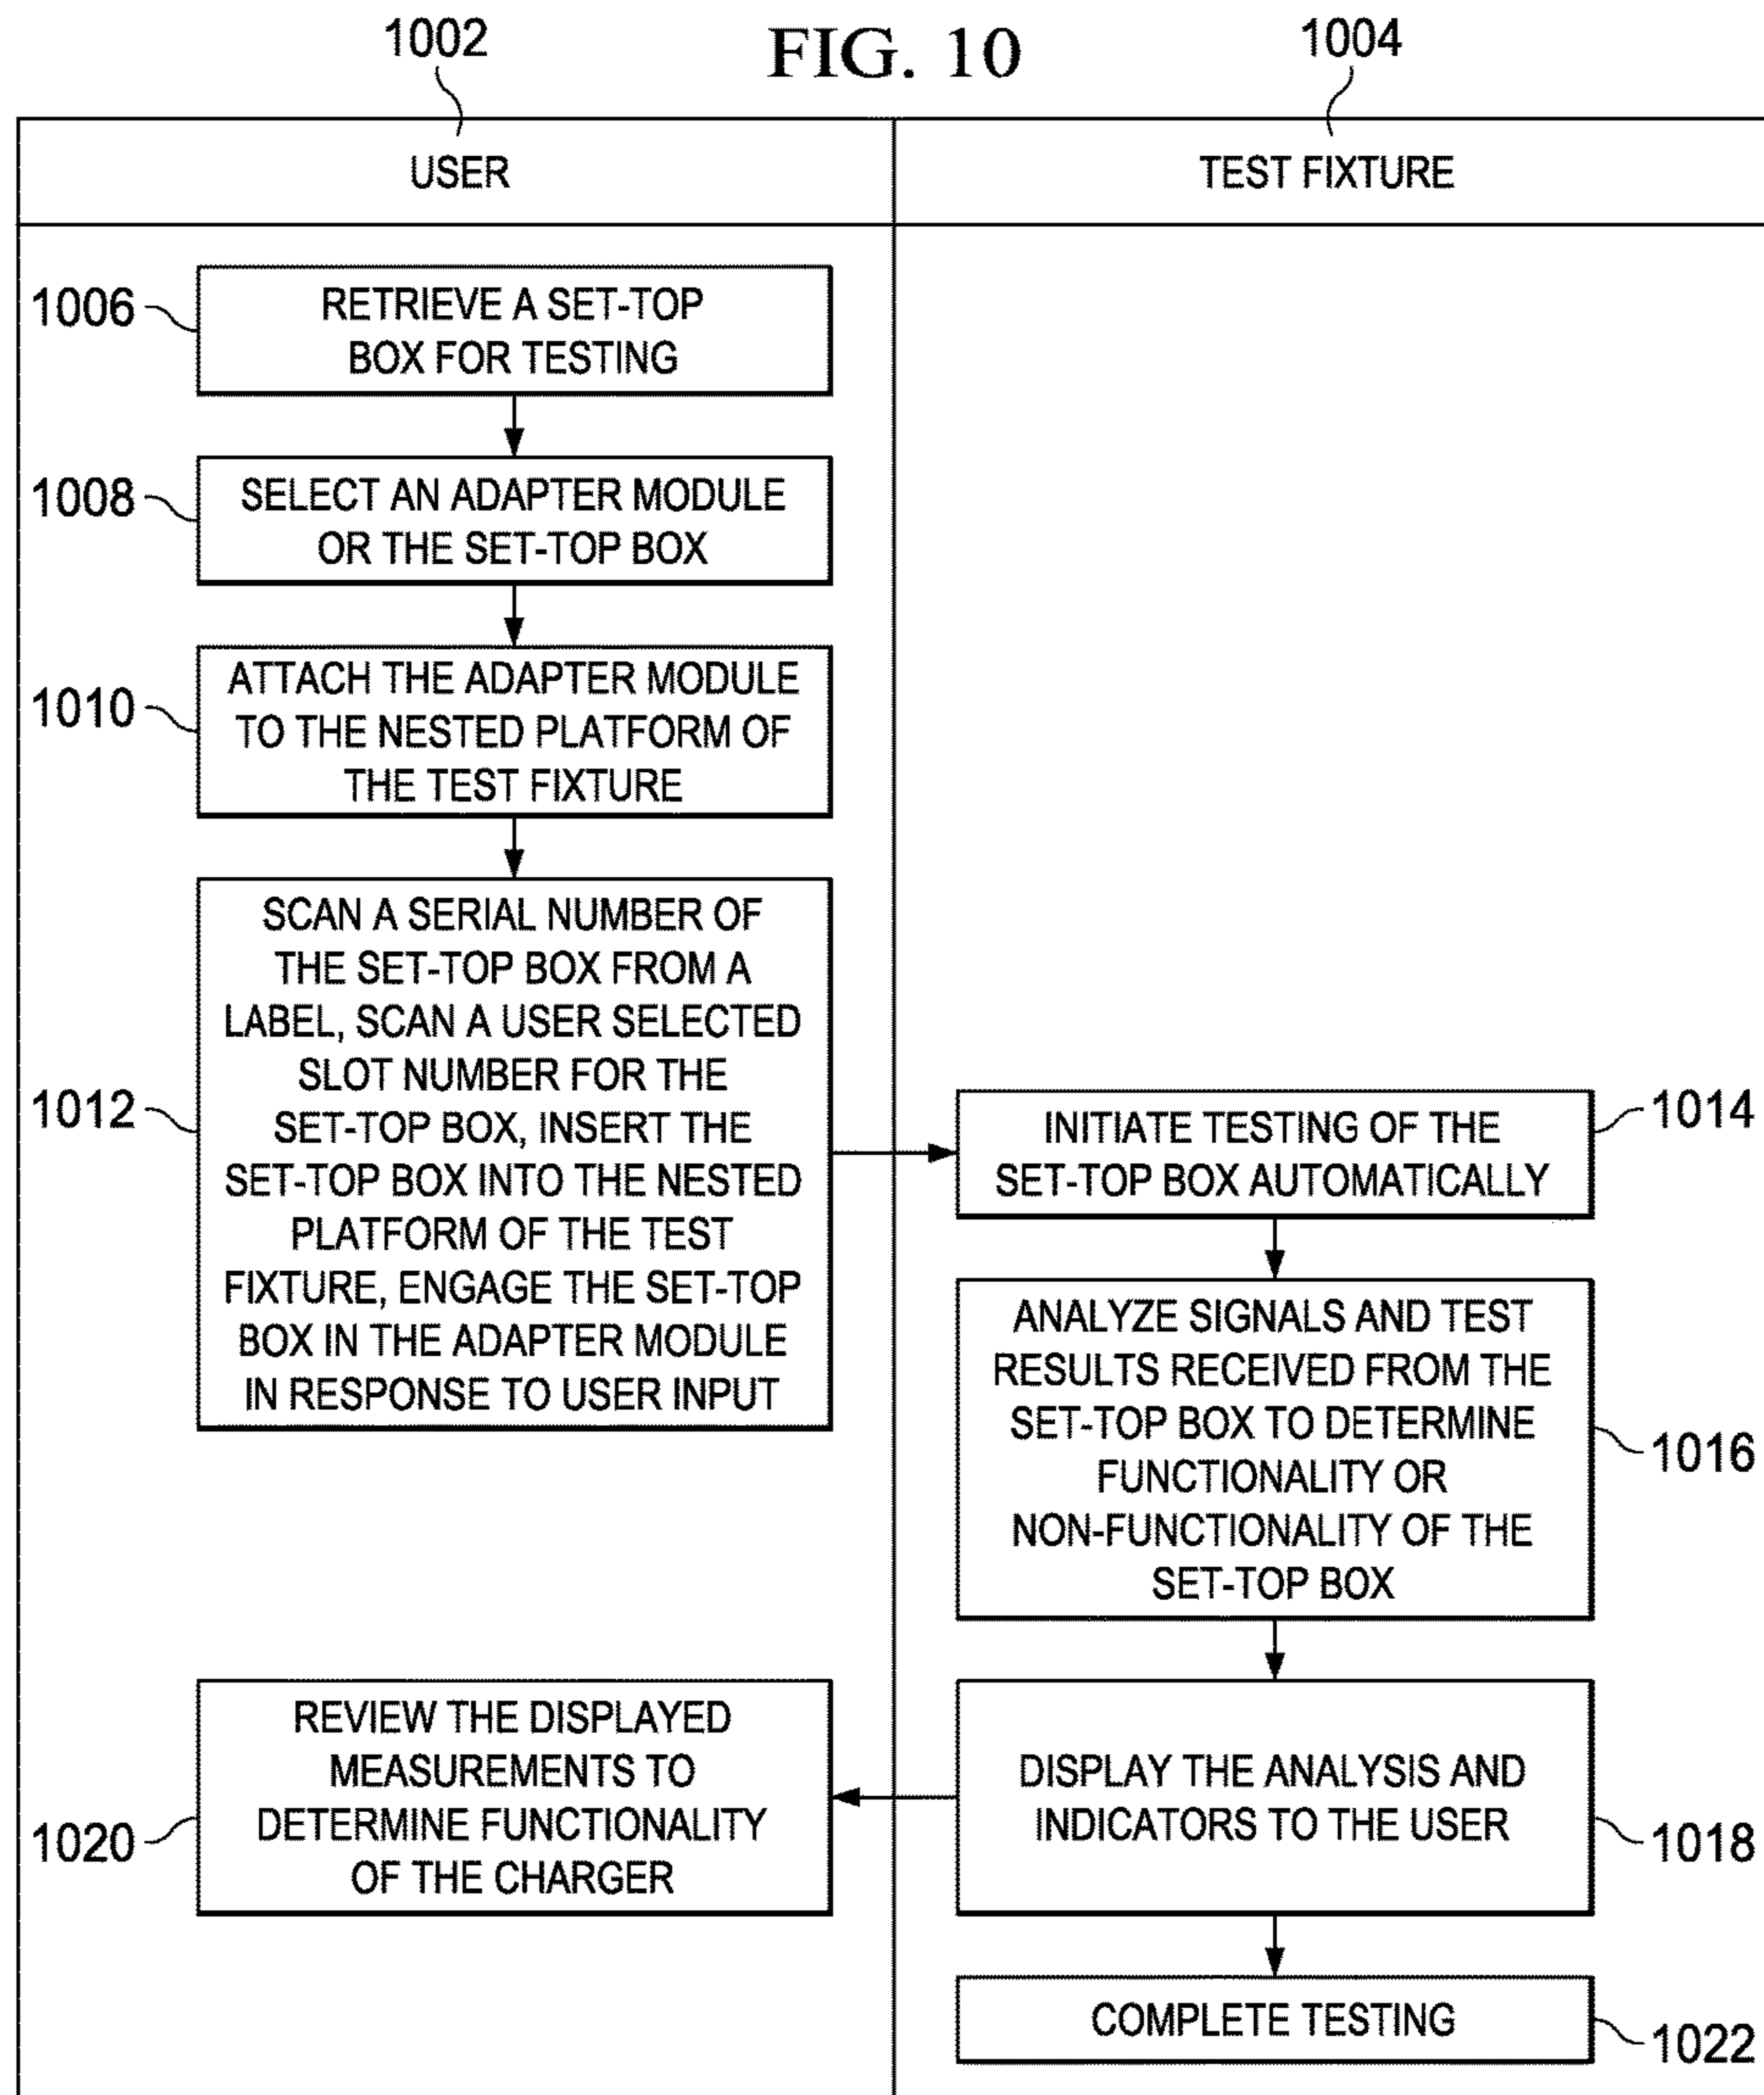 FIG. 10
1002
1004
USER
TEST FIXTURE
1006
RETRIEVE A SET-TOP
BOX FOR TESTING
1008
SELECT AN ADAPTER MODULE
OR THE SET-TOP BOX
1010
ATTACH THE ADAPTER MODULE
TO THE NESTED PLATFORM OF
THE TEST FIXTURE
1012
SCAN A SERIAL NUMBER OF
THE SET-TOP BOX FROM A
LABEL, SCAN A USER SELECTED
SLOT NUMBER FOR THE
SET-TOP BOX, INSERT THE
SET-TOP BOX INTO THE NESTED
PLATFORM OF THE TEST
FIXTURE, ENGAGE THE SET-TOP
BOX IN THE ADAPTER MODULE
IN RESPONSE TO USER INPUT
INITIATE TESTING OF THE
SET-TOP BOX AUTOMATICALLY
1014
ANALYZE SIGNALS AND TEST
RESULTS RECEIVED FROM THE
SET-TOP BOX TO DETERMINE
FUNCTIONALITY OR
NON-FUNCTIONALITY OF THE
SET-TOP BOX
1016
DISPLAY THE ANALYSIS AND
INDICATORS TO THE USER
1018
1020
REVIEW THE DISPLAYED
MEASUREMENTS TO
DETERMINE FUNCTIONALITY
OF THE CHARGER
COMPLETE TESTING
1022